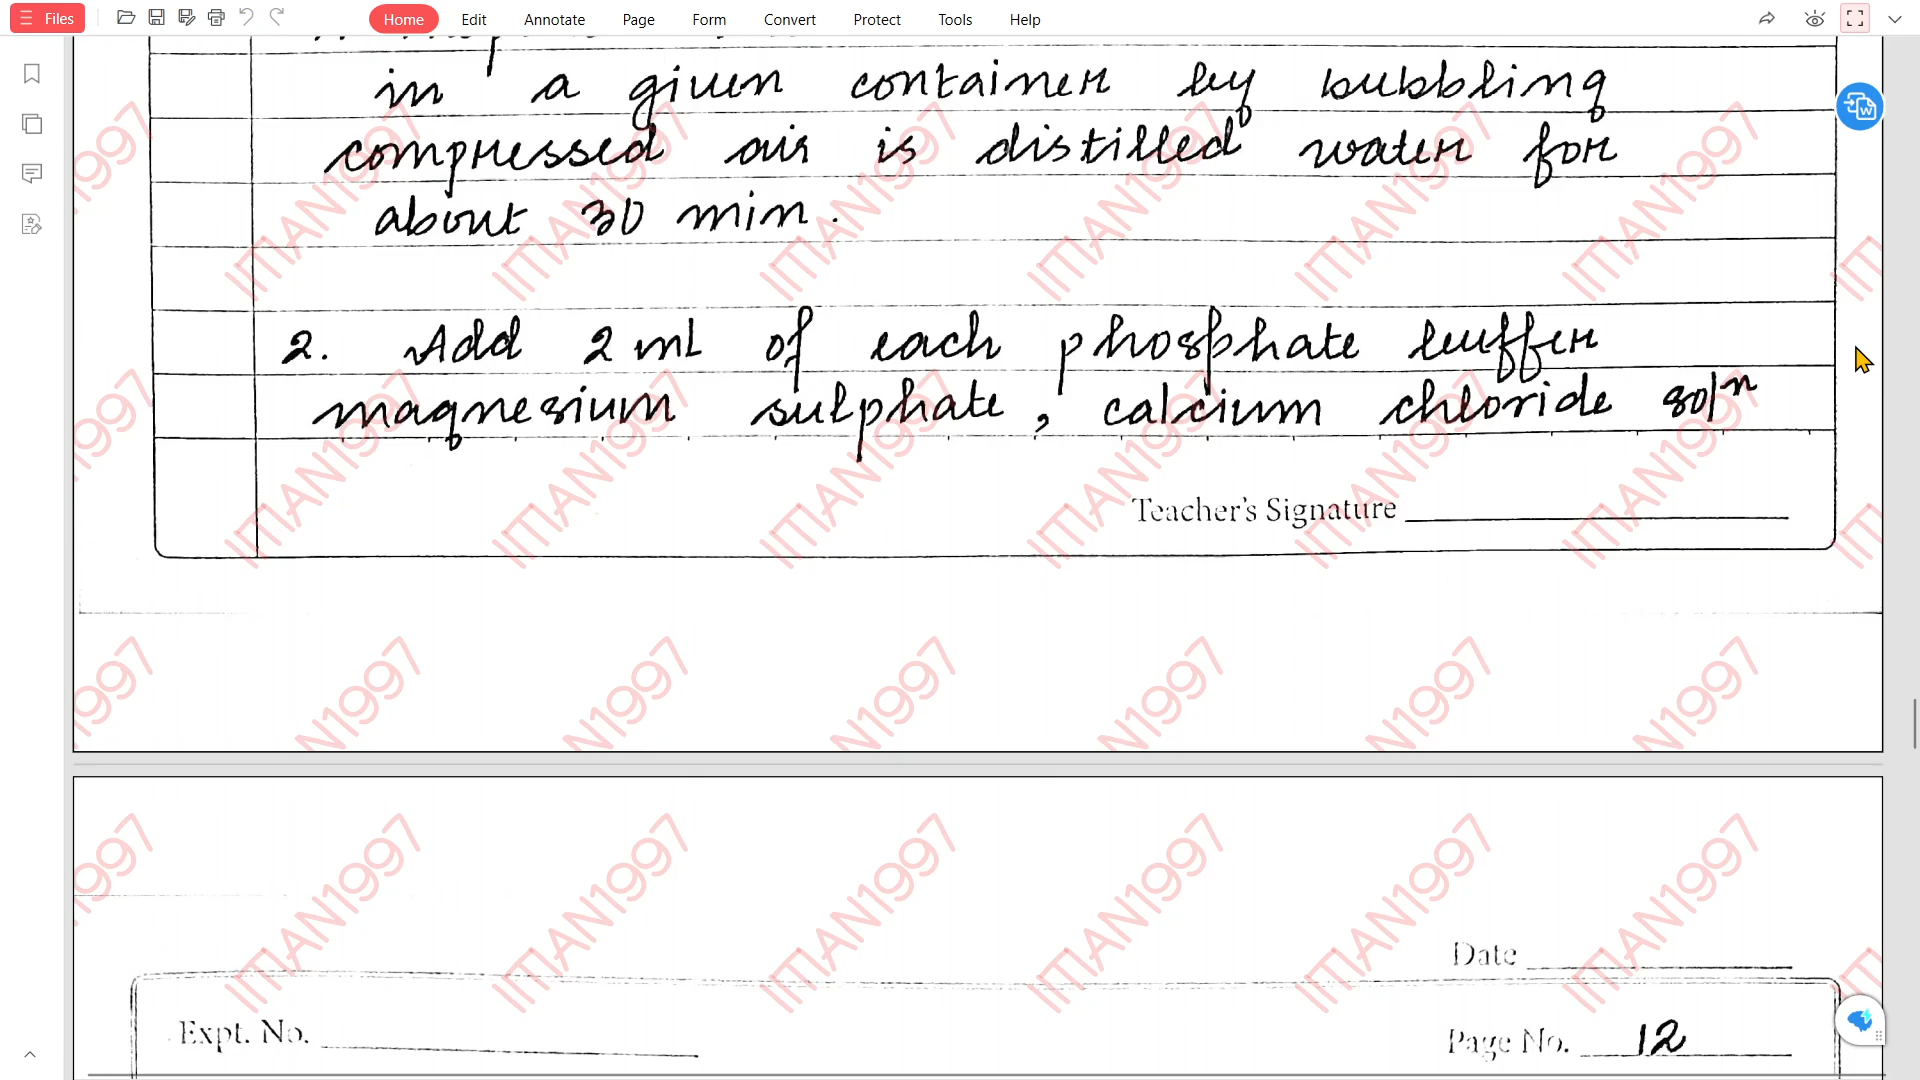 Files Home Edit Annotate Page Form Convert Protect Tools Help
in a given container by bubbling
compressed air is distilled water for
about 30 min.
2. Add 2 mL of each phosphate buffer
magnesium sulphate, calcium chloride solⁿ
Teacher's Signature
IITIAN1997
Date
Expt. No.
Page No. 12